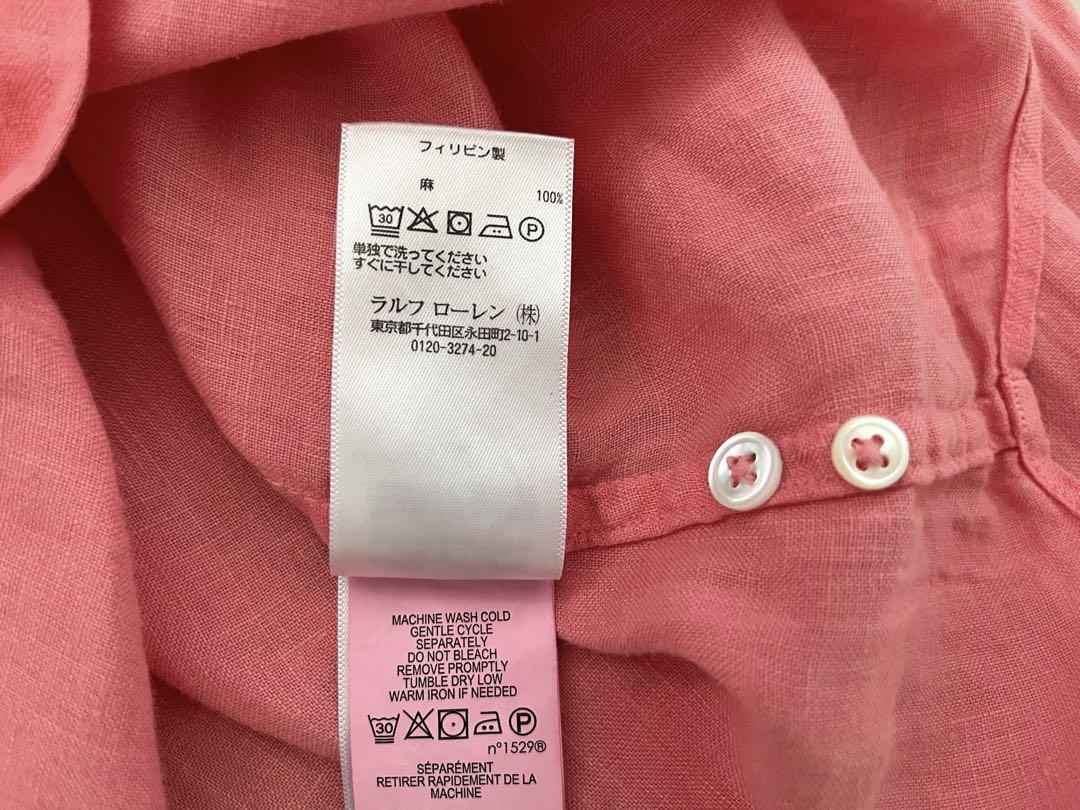 フィリピン製
麻
100%
30 P
単独で洗ってください
すぐに干してください
ラルフ ローレン (株)
東京都千代田区永田町2-10-1
0120-3274-20
MACHINE WASH COLD
GENTLE CYCLE
SEPARATELY
DO NOT BLEACH
REMOVE PROMPTLY
TUMBLE DRY LOW
WARM IRON IF NEEDED
30 P
n°1529®
SÉPARÉMENT
RETIRER RAPIDEMENT DE LA
MACHINE